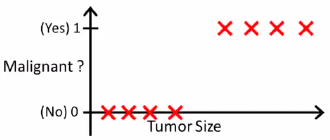 (Yes) 1
Malignant ?
(No) 0
Tumor Size